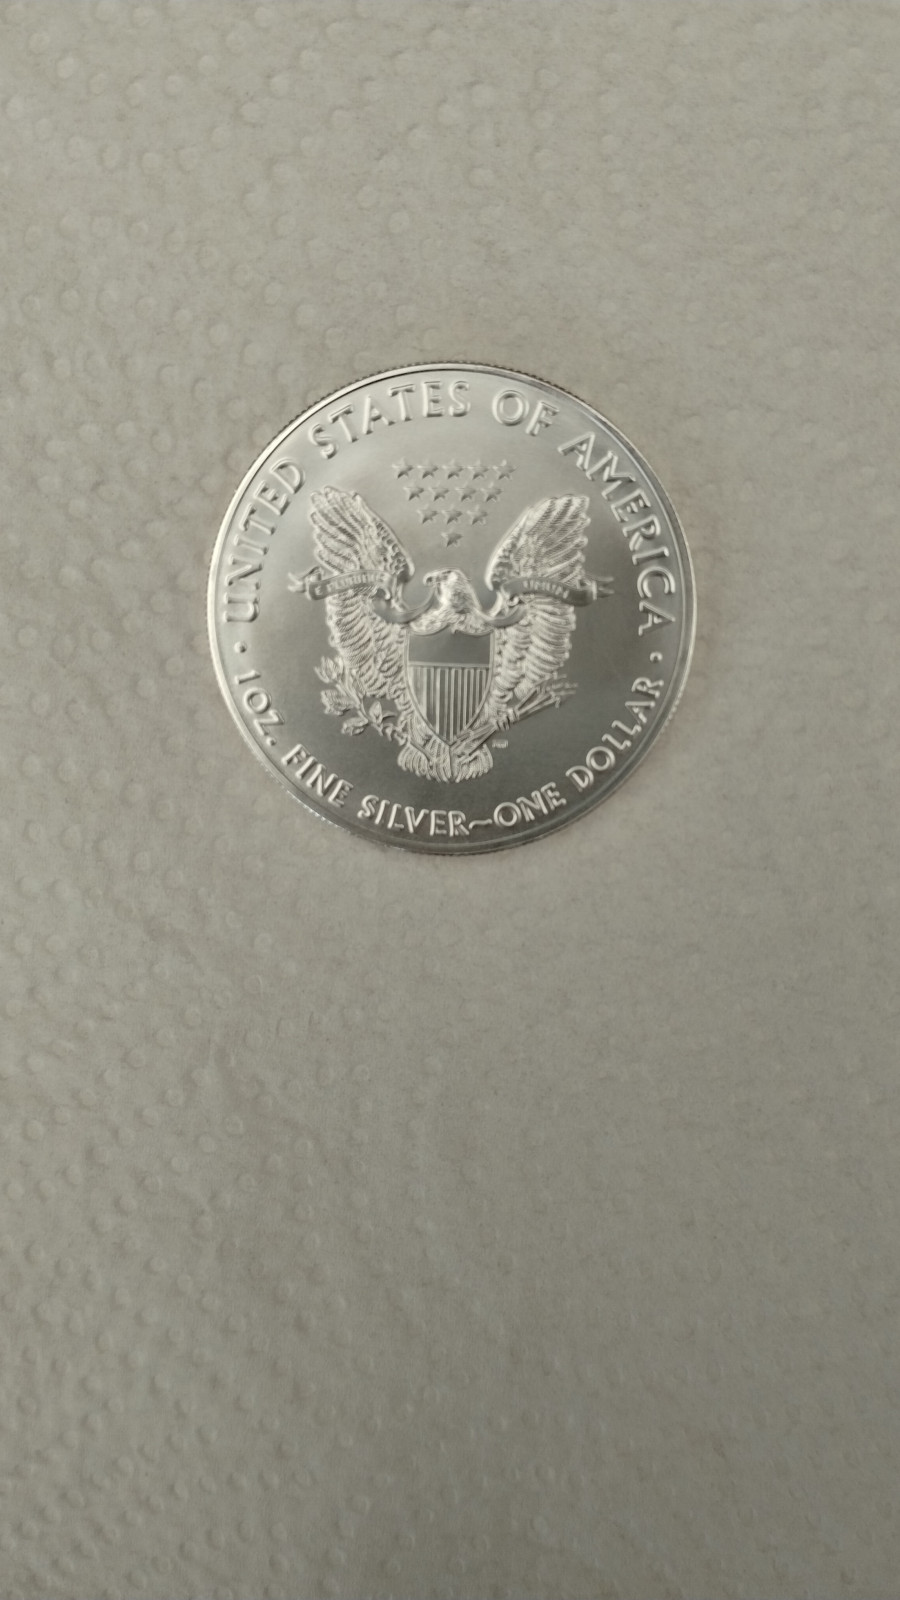 UNITED STATES OF AMERICA
1 OZ. FINE SILVER~ONE DOLLAR